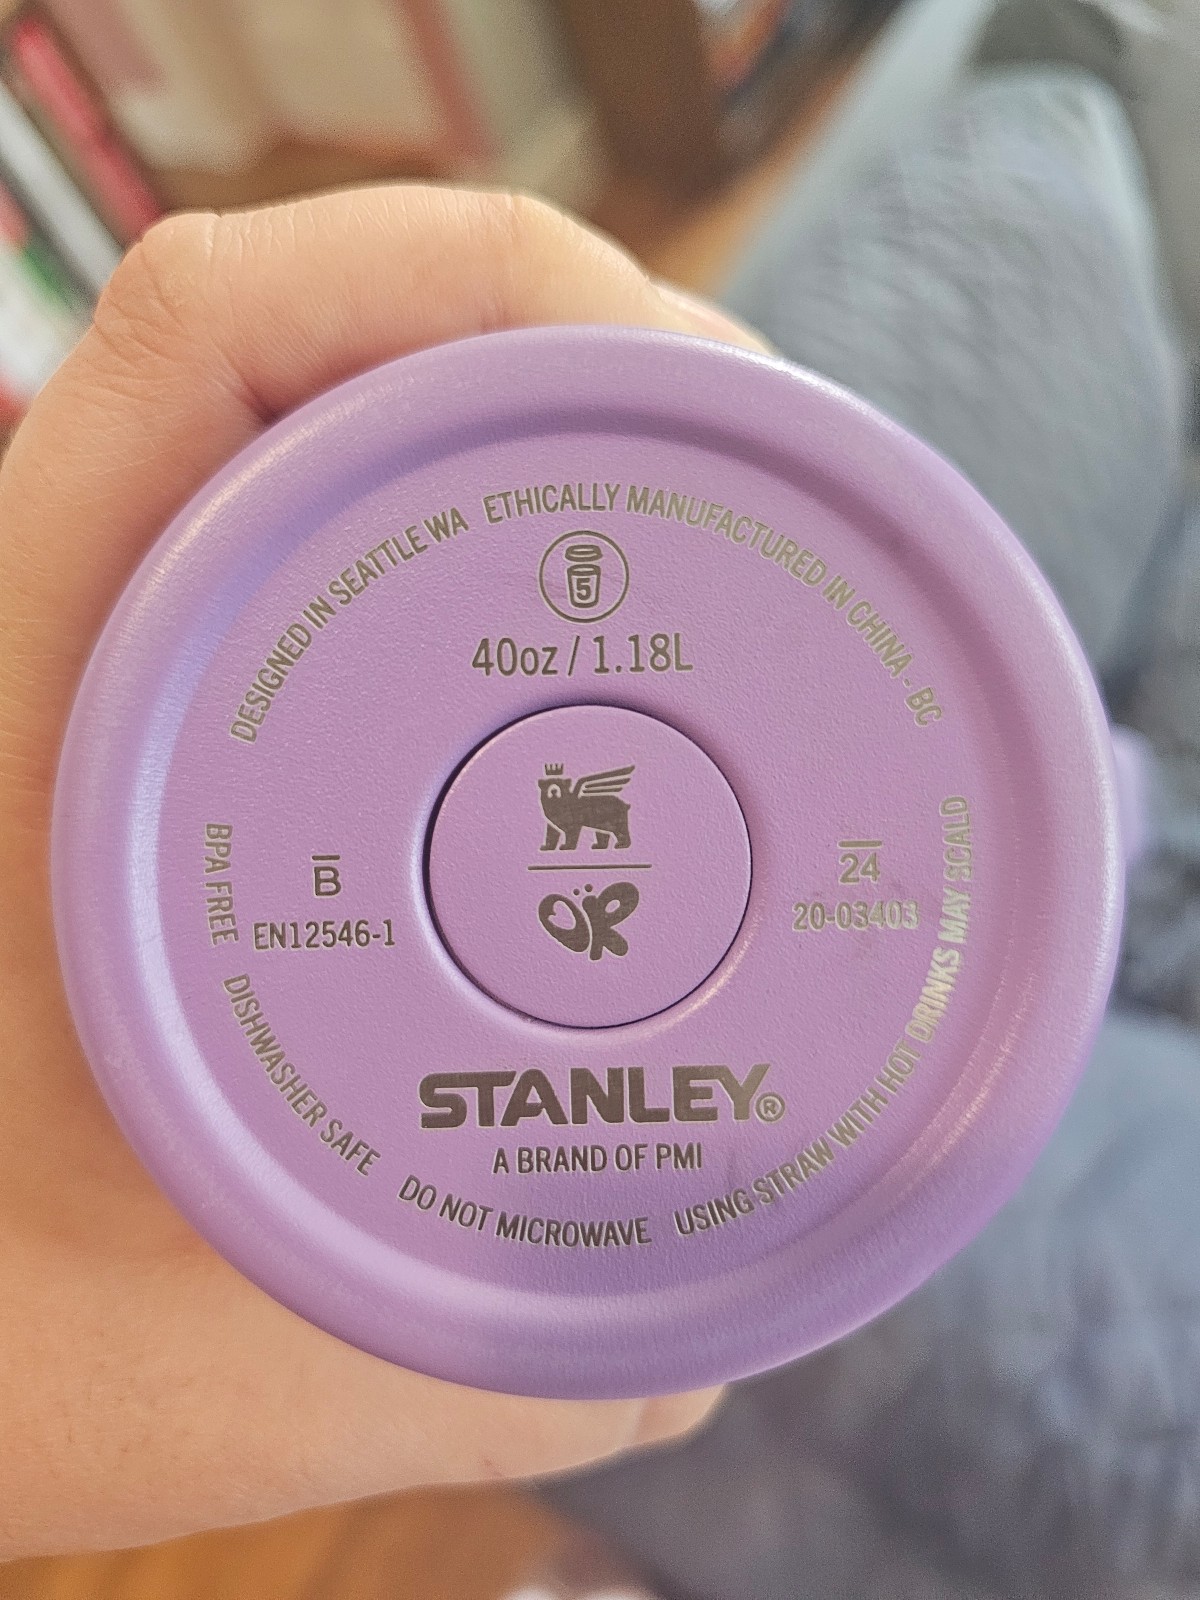 DESIGNED IN SEATTLE WA ETHICALLY MANUFACTURED IN CHINA - BC
5
40oz / 1.18L
B
EN12546-1
24
20-03403
OR
STANLEY®
A BRAND OF PMI
BPA FREE DISHWASHER SAFE DO NOT MICROWAVE USING STRAW WITH HOT DRINKS MAY SCALD